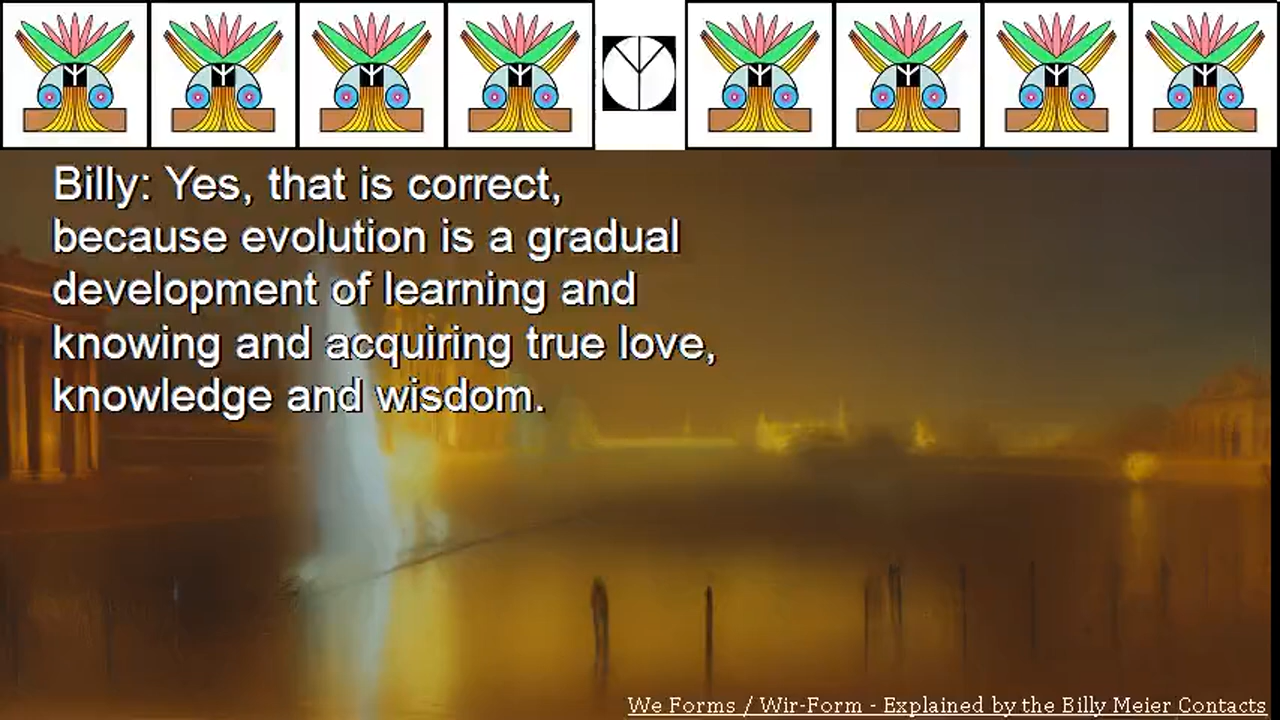 Billy: Yes, that is correct,
because evolution is a gradual
development of learning and
knowing and acquiring true love,
knowledge and wisdom.
We Forms / Wir-Form - Explained by the Billy Meier Contacts